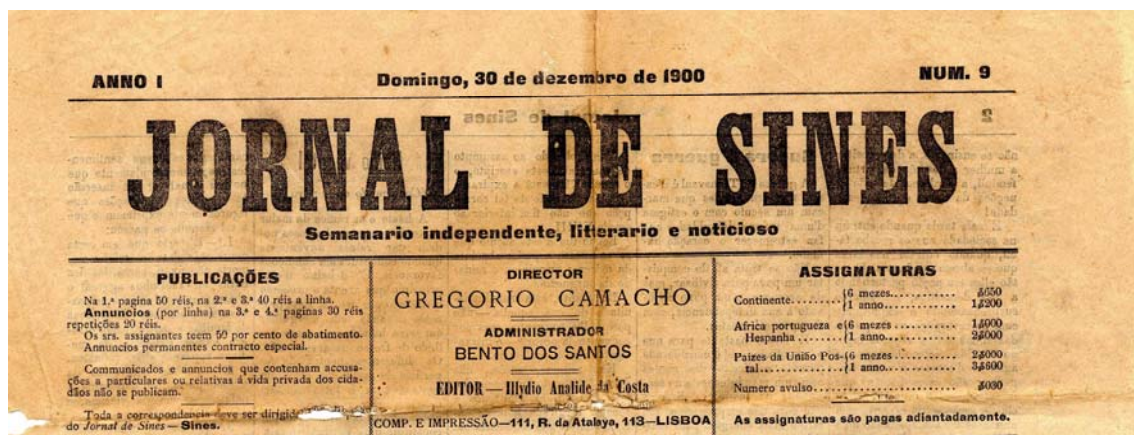 ANNO I
Domingo, 30 de dezembro de 1900
NUM. 9
JORNAL DE SINES
Semanario independente, litterario e noticioso
PUBLICAÇÕES
Na 1.ª pagina 50 réis, na 2.ª e 3.ª 40 réis a linha.
Annuncios (por linha) na 3.ª e 4.ª paginas 30 réis
repetições 20 réis.
Os srs. assignantes teem 50 por cento de abatimento.
Annuncios permanentes contracto especial.
Communicados e annuncios que contenham accusa-
ções a particulares ou relativas á vida privada dos cida-
dãos não se publicam.
Toda a correspondencia deve ser dirigida
do Jornal de Sines — Sines.
DIRECTOR
GREGORIO CAMACHO
ADMINISTRADOR
BENTO DOS SANTOS
EDITOR — Illydio Analide da Costa
COMP. E IMPRESSÃO—111, R. da Atalaya, 113—LISBOA
ASSIGNATURAS
Continente........{6 mezes........... $650
{1 anno............ 1$200
Africa portugueza e{6 mezes.......... 1$000
Hespanha........{1 anno............ 2$000
Paizes da União Pos-{6 mezes.......... 2$000
tal..............{1 anno............ 3$600
Numero avulso.......................... $030
As assignaturas são pagas adiantadamente.